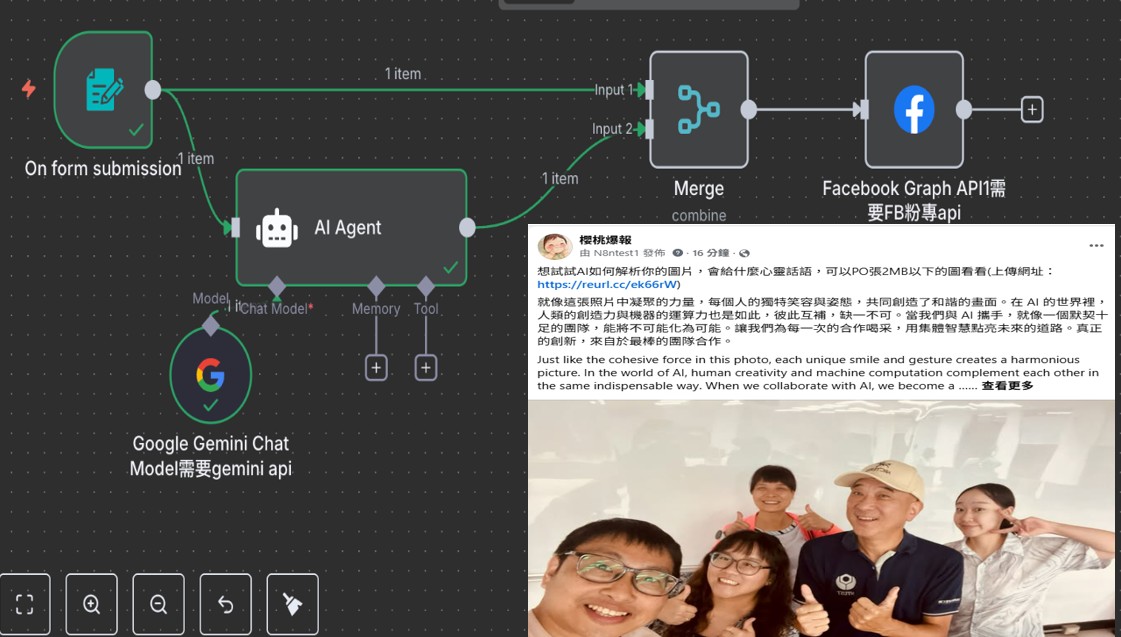 1 item
Input 1
Input 2
On form submission
1 item
AI Agent
1 item
Merge
combine
Facebook Graph API1需
要FB粉專api
Model
Chat Model*
Memory
Tool
Google Gemini Chat
Model需要gemini api
櫻桃爆報
由 N8ntest1 發佈 · 16 分鐘 ·
想試試AI如何解析你的圖片，會給什麼心靈話語，可以PO張2MB以下的圖看看(上傳網址：
https://reurl.cc/ek66rW)
就像這張照片中凝聚的力量，每個人的獨特笑容與姿態，共同創造了和諧的畫面。在 AI 的世界裡，
人類的創造力與機器的運算力也是如此，彼此互補，缺一不可。當我們與 AI 攜手，就像一個默契十
足的團隊，能將不可能化為可能。讓我們為每一次的合作喝采，用集體智慧點亮未來的道路。真正
的創新，來自於最棒的團隊合作。
Just like the cohesive force in this photo, each unique smile and gesture creates a harmonious
picture. In the world of AI, human creativity and machine computation complement each other in
the same indispensable way. When we collaborate with AI, we become a ...... 查看更多